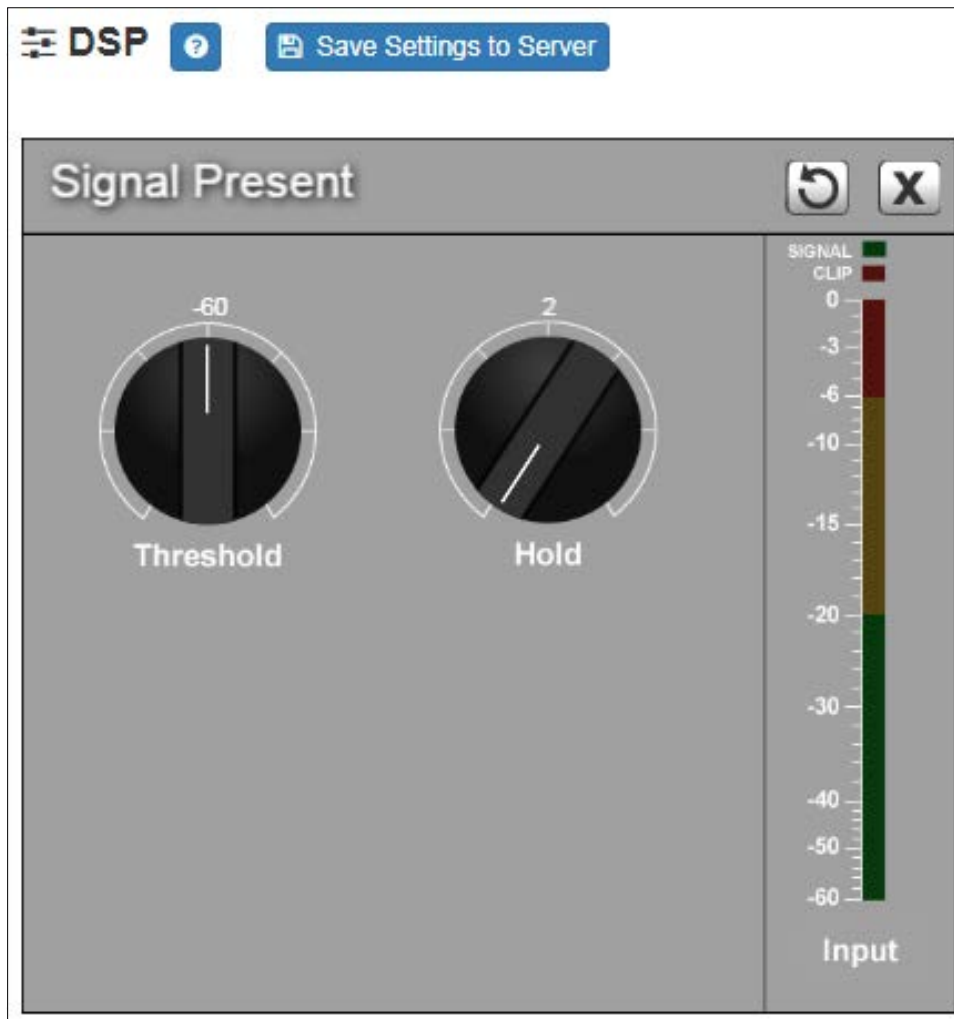 DSP ? Save Settings to Server
Signal Present X
SIGNAL
CLIP
-60
2
0
-3
-6
-10
-15
-20
-30
-40
-50
-60
Threshold
Hold
Input